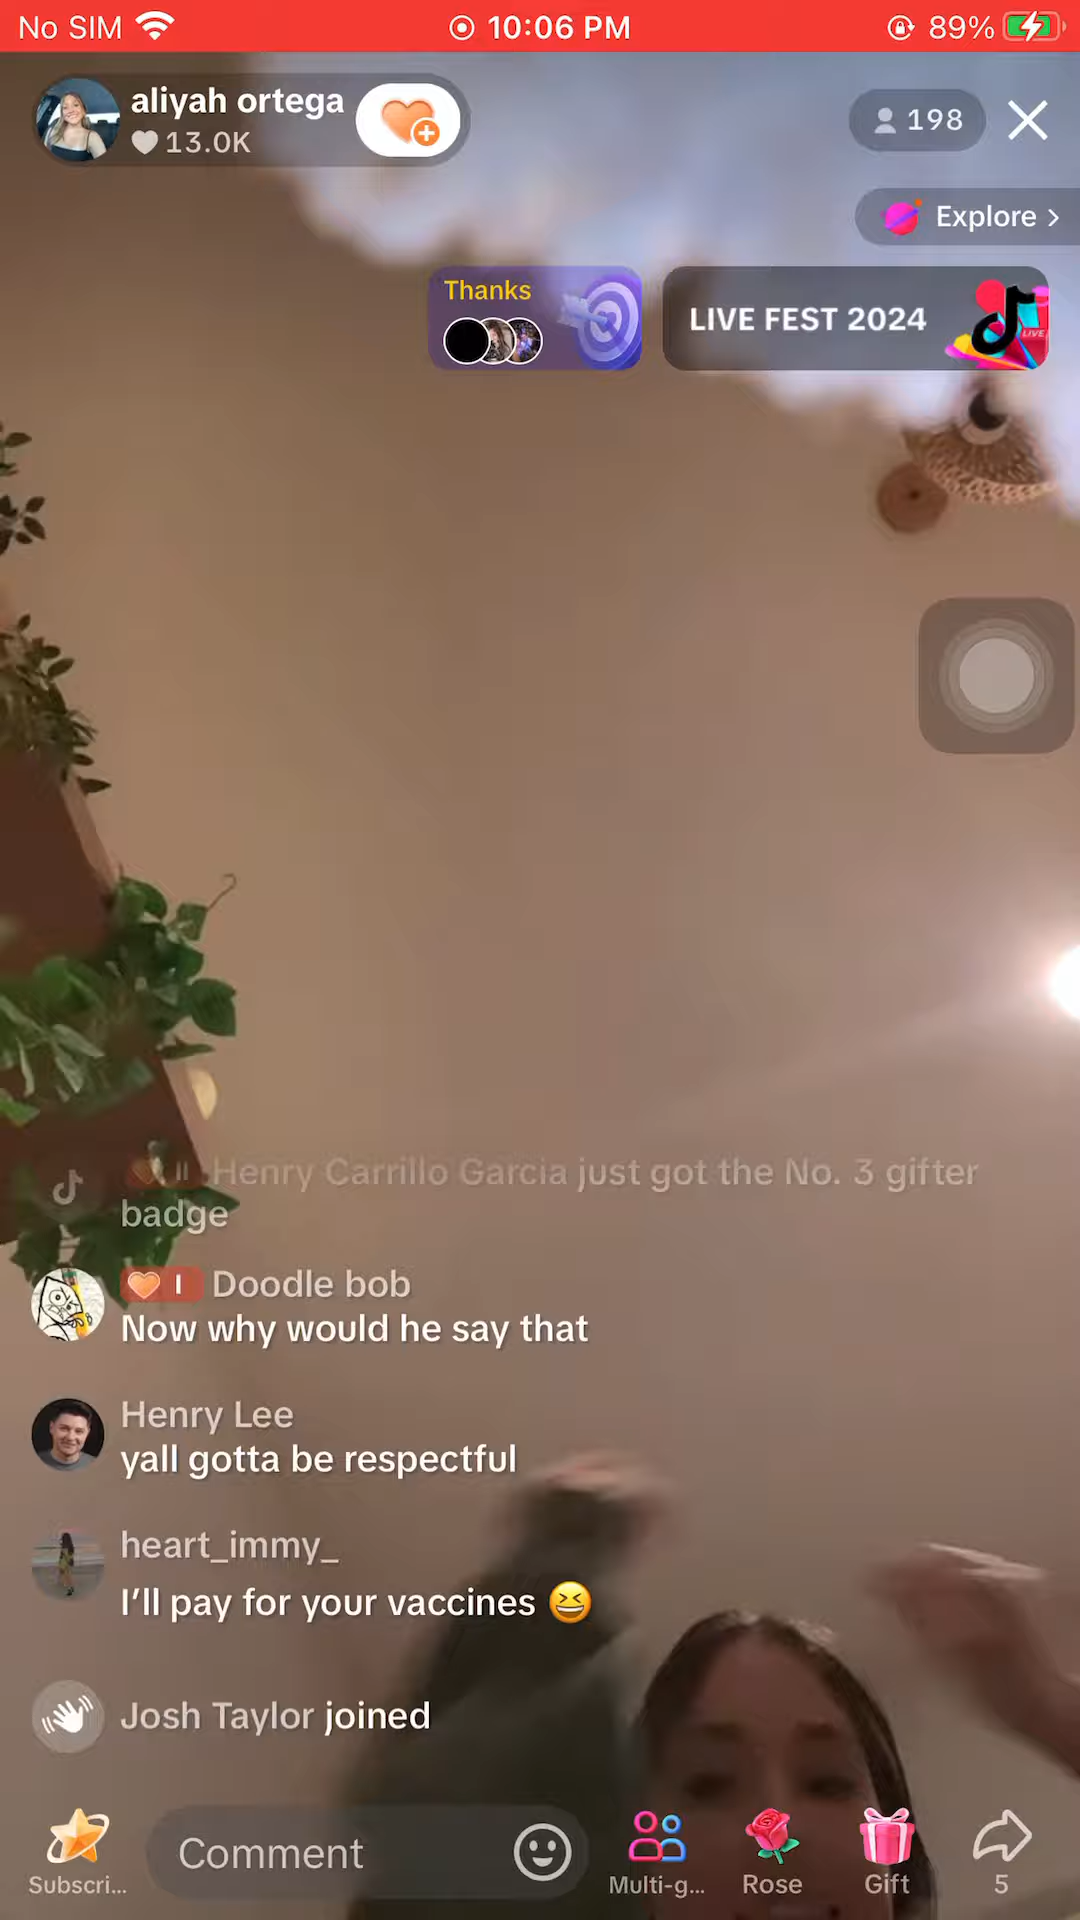 No SIM 10:06 PM 89%
aliyah ortega
13.0K
198
Explore >
Thanks
LIVE FEST 2024
LIVE
II Henry Carrillo Garcia just got the No. 3 gifter
badge
I Doodle bob
Now why would he say that
Henry Lee
yall gotta be respectful
heart_immy_
I’ll pay for your vaccines 😆
Josh Taylor joined
Comment
Subscri... Multi-g... Rose Gift 5